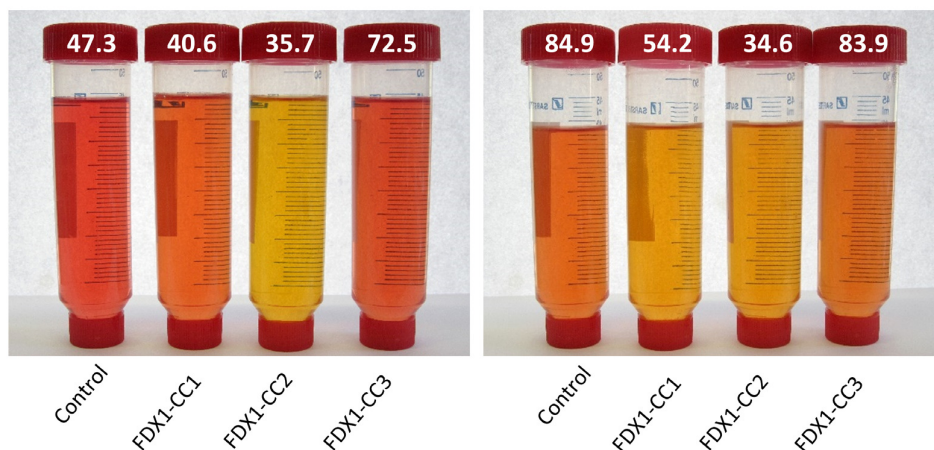 47.3 40.6 35.7 72.5
84.9 54.2 34.6 83.9
Control FDX1-CC1 FDX1-CC2 FDX1-CC3
Control FDX1-CC1 FDX1-CC2 FDX1-CC3